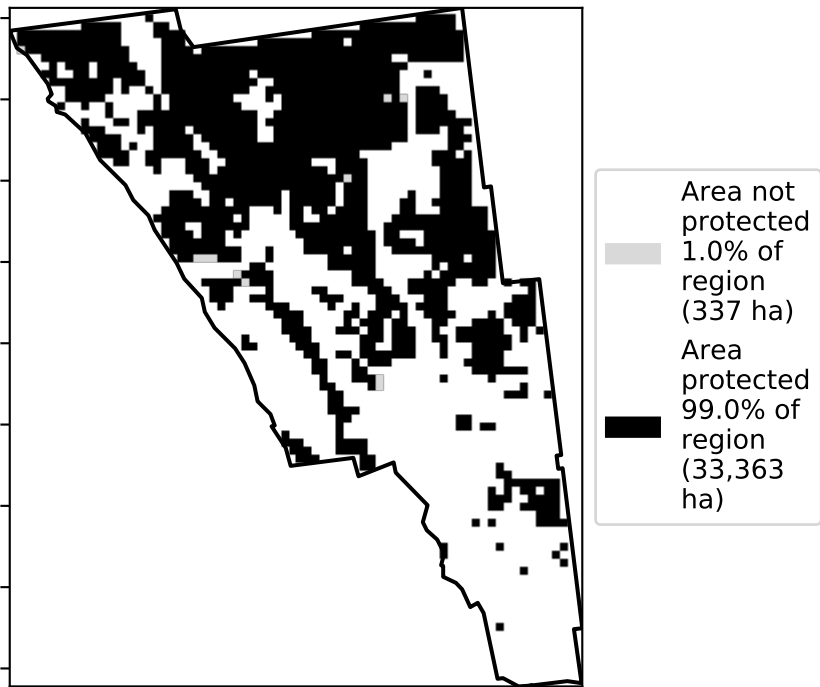 Area not
protected
1.0% of
region
(337 ha)
Area
protected
99.0% of
region
(33,363
ha)